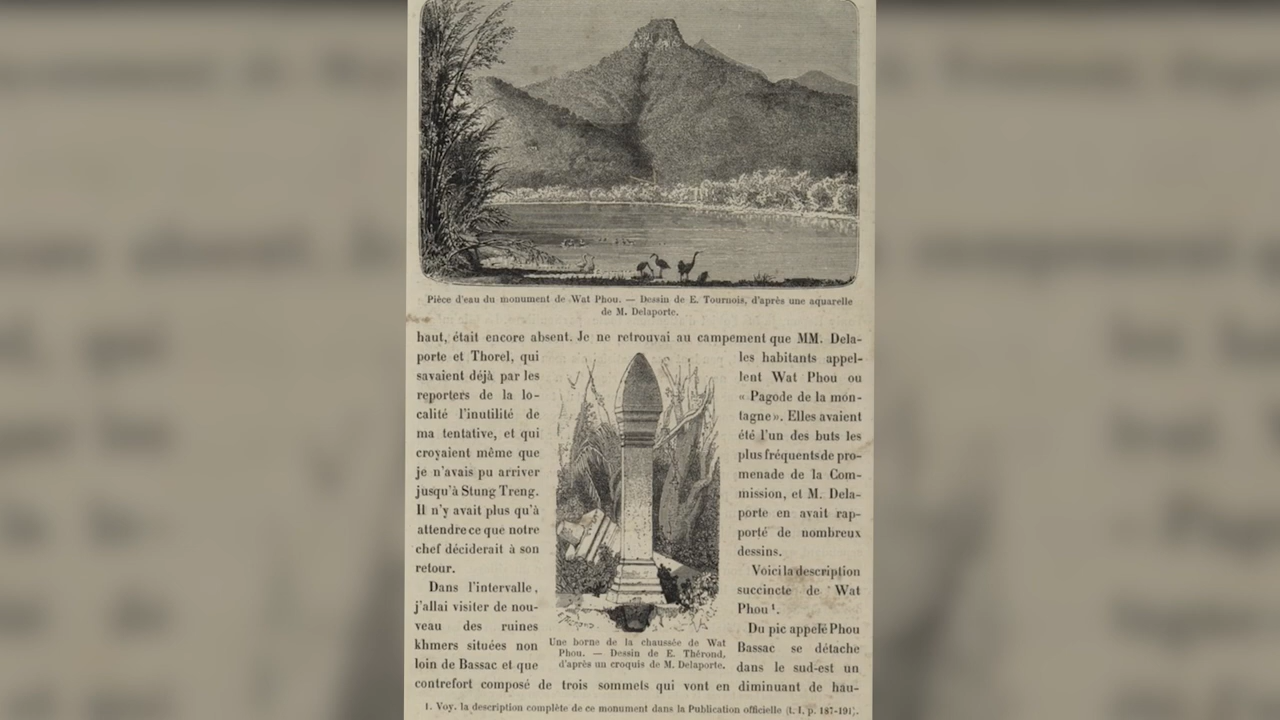 Pièce d'eau du monument de Wat Phou. — Dessin de E. Tournois, d'après une aquarelle
de M. Delaporte.
haut, était encore absent. Je ne retrouvai au campement que MM. Dela-
porte et Thorel, qui
savaient déjà par les
reporters de la lo-
calité l'inutilité de
ma tentative, et qui
croyaient même que
je n'avais pu arriver
jusqu'à Stung Treng.
Il n'y avait plus qu'à
attendre ce que notre
chef déciderait à son
retour.
Dans l'intervalle,
j'allai visiter de nou-
veau des ruines
khmers situées non
loin de Bassac et que
Une borne de la chaussée de Wat
Phou. — Dessin de E. Thérond,
d'après un croquis de M. Delaporte.
les habitants appel-
lent Wat Phou ou
« Pagode de la mon-
tagne ». Elles avaient
été l'un des buts les
plus fréquents de pro-
menade de la Com-
mission, et M. Dela-
porte en avait rap-
porté de nombreux
dessins.
Voici la description
succincte de Wat
Phou ¹.
Du pic appelé Phou
Bassac se détache
dans le sud-est un
contrefort composé de trois sommets qui vont en diminuant de hau-
1. Voy. la description complète de ce monument dans la Publication officielle (t. I, p. 187-191).